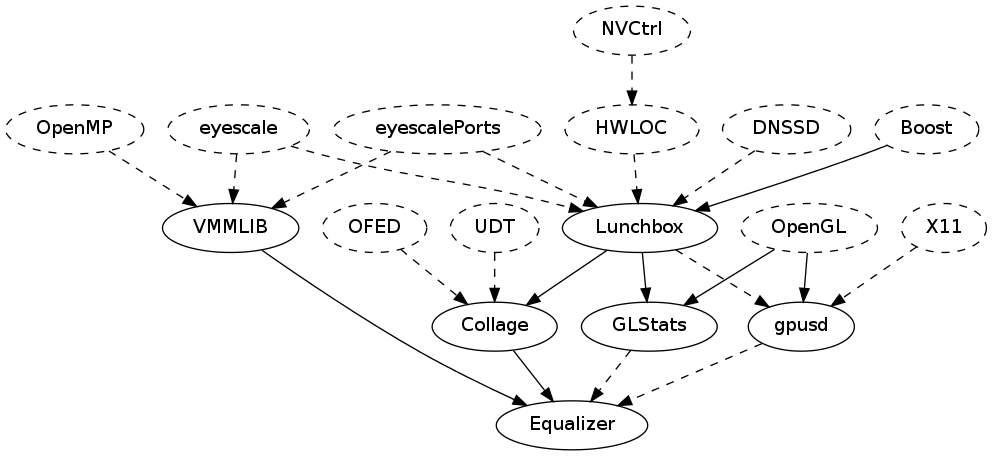 NVCtrl
OpenMP
eyescale
eyescalePorts
HWLOC
DNSSD
Boost
VMMLIB
OFED
UDT
Lunchbox
OpenGL
X11
Collage
GLStats
gpusd
Equalizer